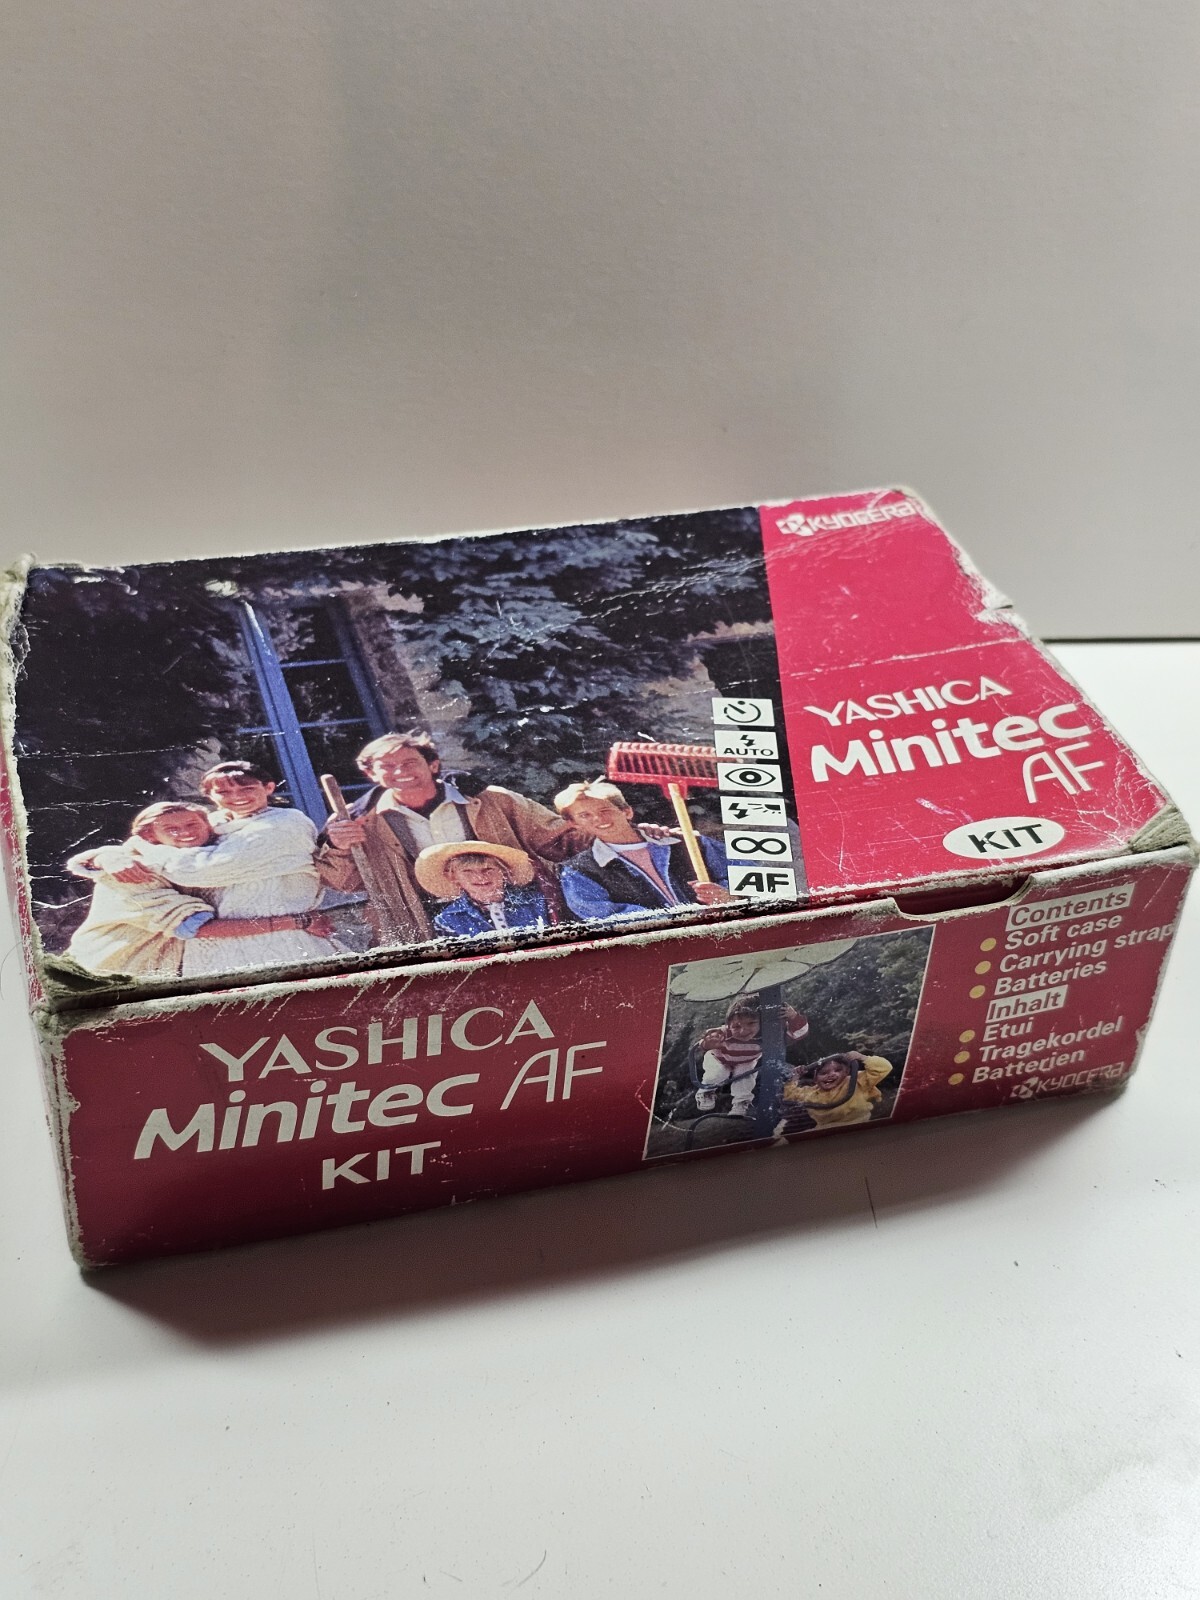 KYOCERA
YASHICA
Minitec
AF
KIT
AUTO
AF
YASHICA
Minitec AF
KIT
Contents
Soft case
Carrying strap
Batteries
Inhalt
Etui
Tragekordel
Batterien
KYOCERA